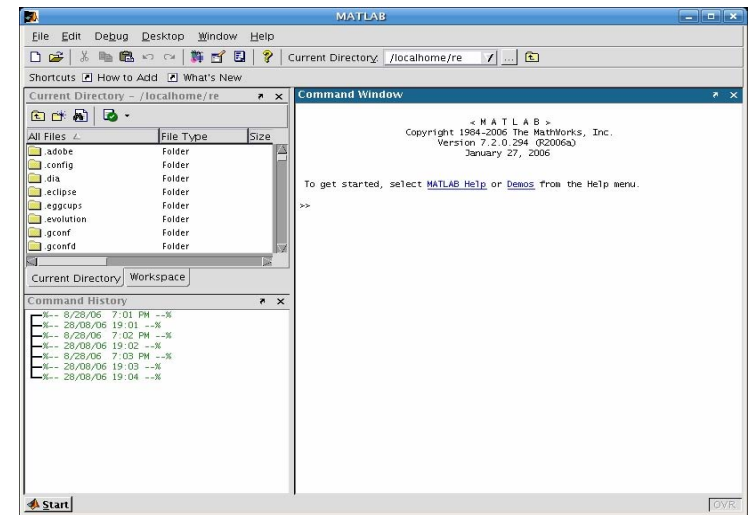 MATLAB
File Edit Debug Desktop Window Help
Current Directory: /localhome/re ...
Shortcuts How to Add What's New
Current Directory - /localhome/re
All Files File Type Size
.adobe Folder
.config Folder
.dia Folder
.eclipse Folder
.eggcups Folder
.evolution Folder
.gconf Folder
.gconfd Folder
Current Directory Workspace
Command History
%-- 8/28/06 7:01 PM --%
%-- 28/08/06 19:01 --%
%-- 8/28/06 7:02 PM --%
%-- 28/08/06 19:02 --%
%-- 8/28/06 7:03 PM --%
%-- 28/08/06 19:03 --%
%-- 28/08/06 19:04 --%
Command Window
< M A T L A B >
Copyright 1984-2006 The MathWorks, Inc.
Version 7.2.0.294 (R2006a)
January 27, 2006
To get started, select MATLAB Help or Demos from the Help menu.
>>
Start
OVR